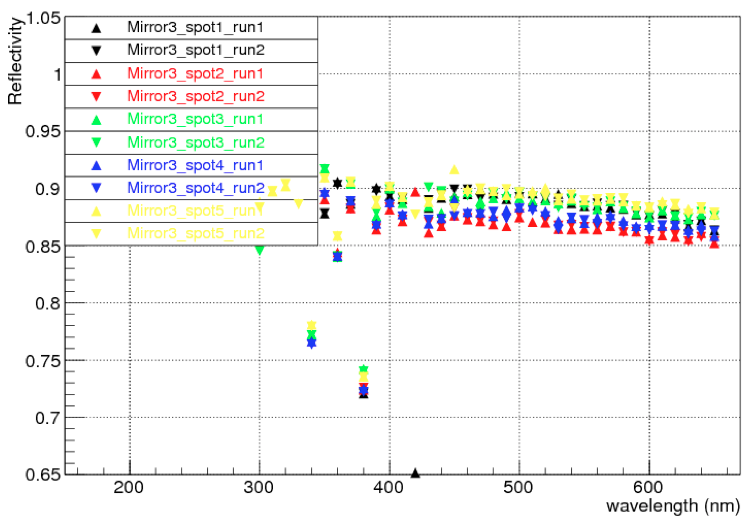 1.05
Mirror3_spot1_run1
Mirror3_spot1_run2
1
Mirror3_spot2_run1
Mirror3_spot2_run2
Mirror3_spot3_run1
0.95
Mirror3_spot3_run2
Mirror3_spot4_run1
0.9
Mirror3_spot4_run2
Mirror3_spot5_run1
Mirror3_spot5_run2
0.85
0.8
0.75
0.7
0.65
Reflectivity
200 300 400 500 600
wavelength (nm)